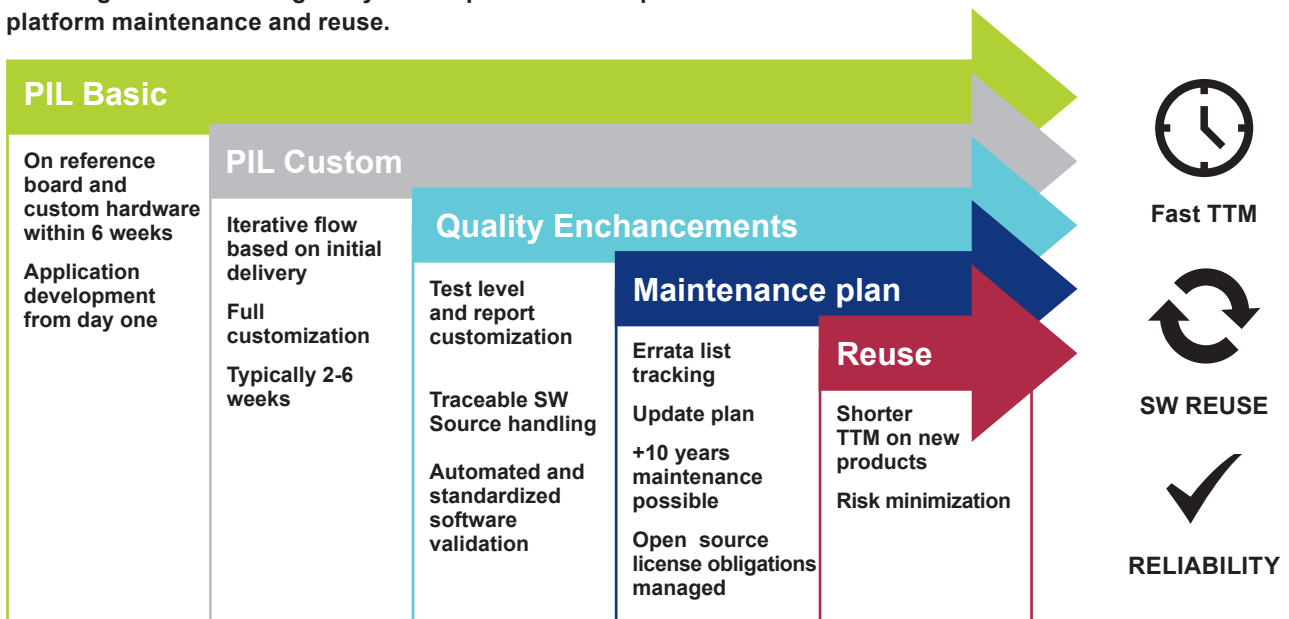 platform maintenance and reuse.
PIL Basic
On reference
board and
custom hardware
within 6 weeks
Application
development
from day one
PIL Custom
Iterative flow
based on initial
delivery
Full
customization
Typically 2-6
weeks
Quality Enchancements
Test level
and report
customization
Traceable SW
Source handling
Automated and
standardized
software
validation
Maintenance plan
Errata list
tracking
Update plan
+10 years
maintenance
possible
Open source
license obligations
managed
Reuse
Shorter
TTM on new
products
Risk minimization
Fast TTM
SW REUSE
RELIABILITY